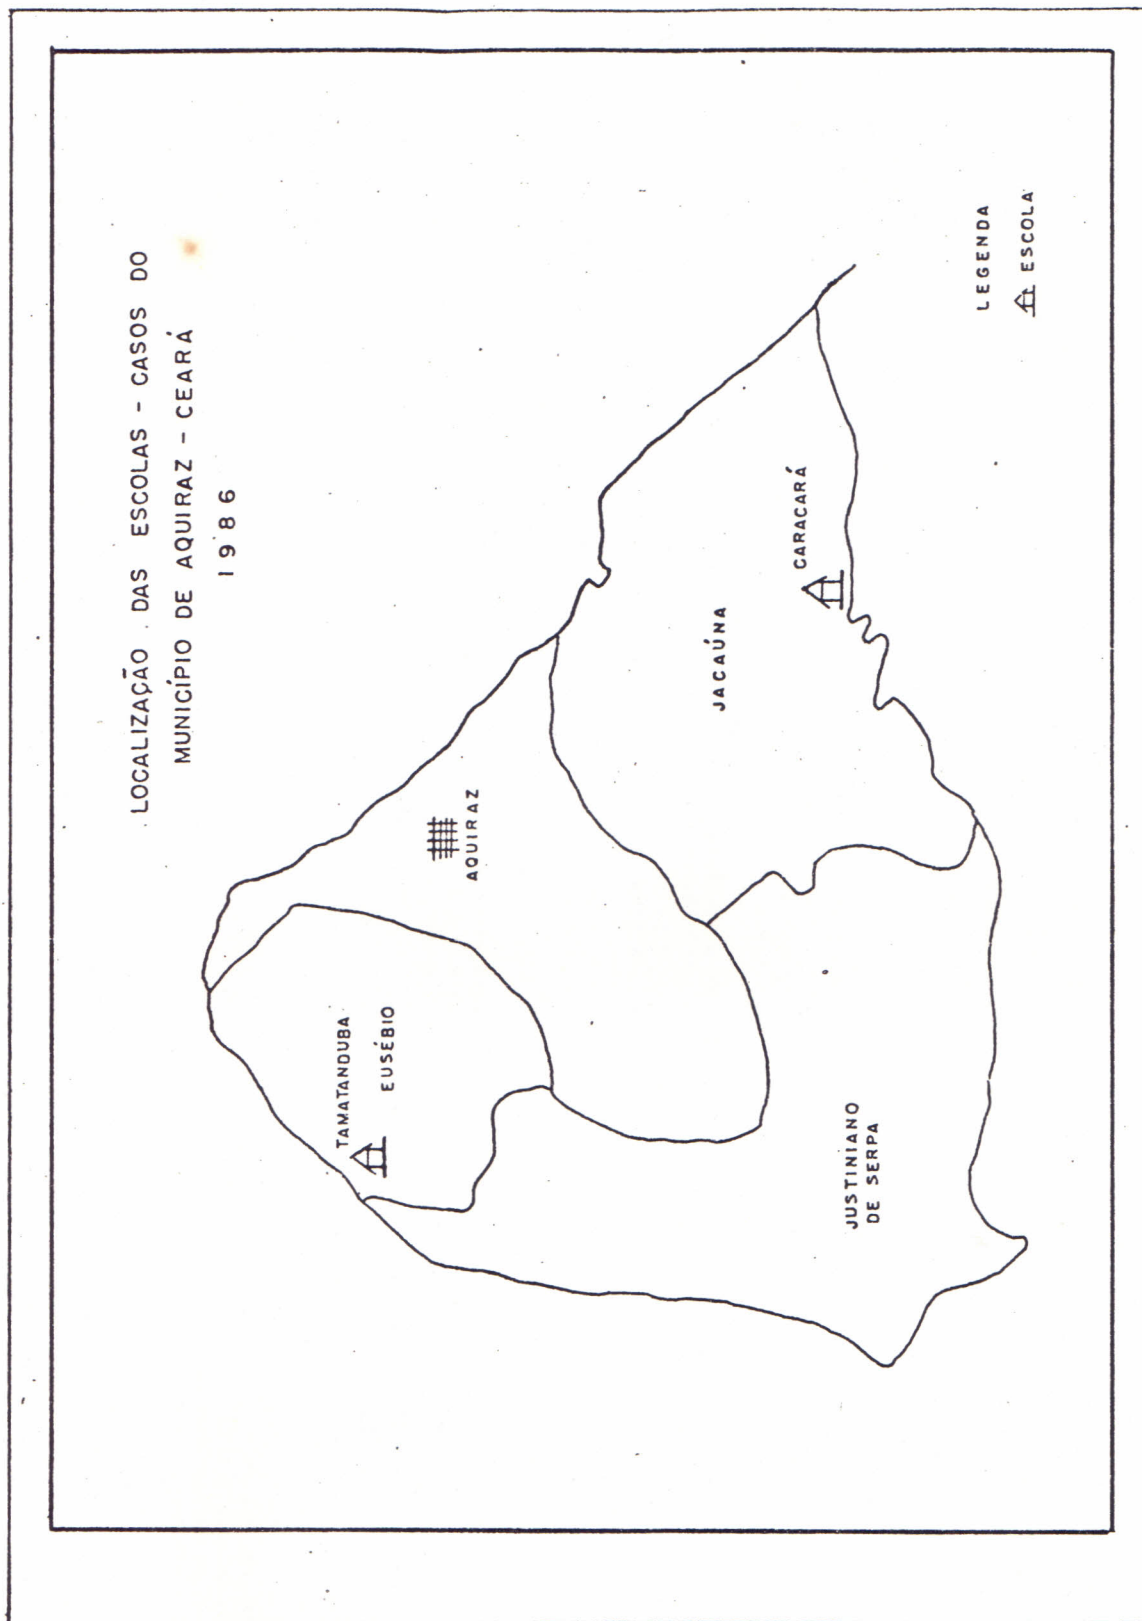 LOCALIZAÇÃO DAS ESCOLAS - CASOS DO
MUNICÍPIO DE AQUIRAZ - CEARÁ
1986
TAMATANDUBA
EUSÉBIO
AQUIRAZ
JACAÚNA
CARACARÁ
JUSTINIANO
DE SERPA
LEGENDA
ESCOLA